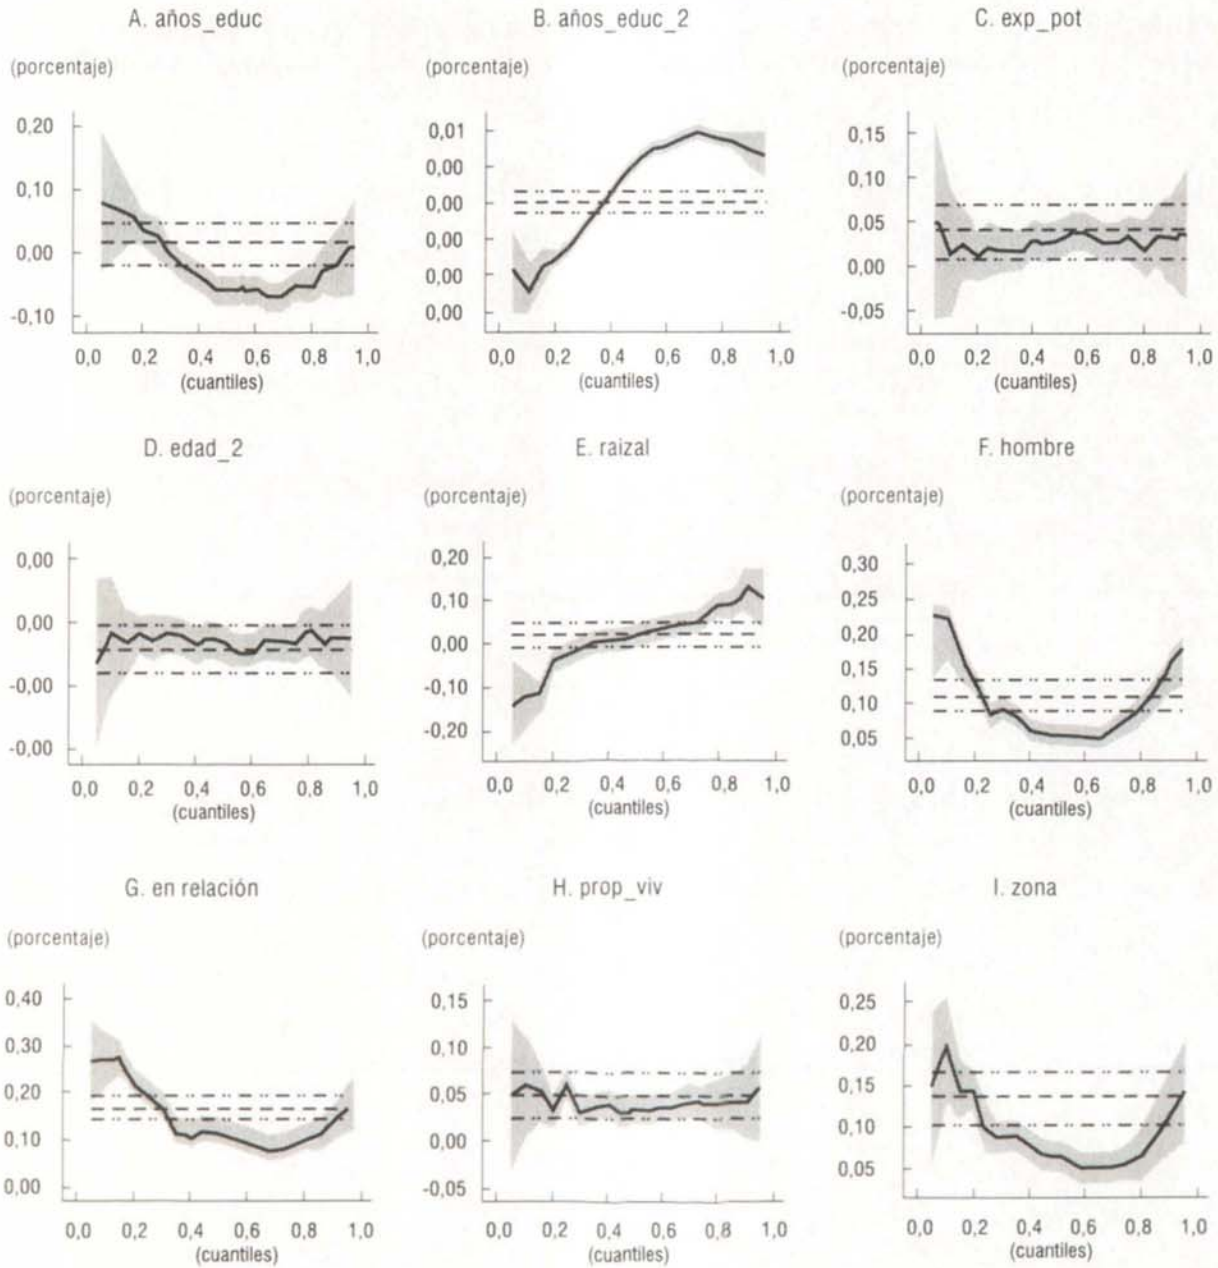 A. años_educ
(porcentaje)
0,20
0,10
0,00
-0,10
0,0 0,2 0,4 0,6 0,8 1,0
(cuantiles)
B. años_educ_2
(porcentaje)
0,01
0,00
0,00
0,00
0,00
0,00
0,0 0,2 0,4 0,6 0,8 1,0
(cuantiles)
C. exp_pot
(porcentaje)
0,15
0,10
0,05
0,00
-0,05
0,0 0,2 0,4 0,6 0,8 1,0
(cuantiles)
D. edad_2
(porcentaje)
0,00
0,00
-0,00
-0,00
0,0 0,2 0,4 0,6 0,8 1,0
(cuantiles)
E. raizal
(porcentaje)
0,20
0,10
0,00
-0,10
-0,20
0,0 0,2 0,4 0,6 0,8 1,0
(cuantiles)
F. hombre
(porcentaje)
0,30
0,25
0,20
0,15
0,10
0,05
0,0 0,2 0,4 0,6 0,8 1,0
(cuantiles)
G. en relación
(porcentaje)
0,40
0,30
0,20
0,10
0,00
0,0 0,2 0,4 0,6 0,8 1,0
(cuantiles)
H. prop_viv
(porcentaje)
0,15
0,10
0,05
0,00
-0,05
0,0 0,2 0,4 0,6 0,8 1,0
(cuantiles)
I. zona
(porcentaje)
0,25
0,20
0,15
0,10
0,05
0,0 0,2 0,4 0,6 0,8 1,0
(cuantiles)